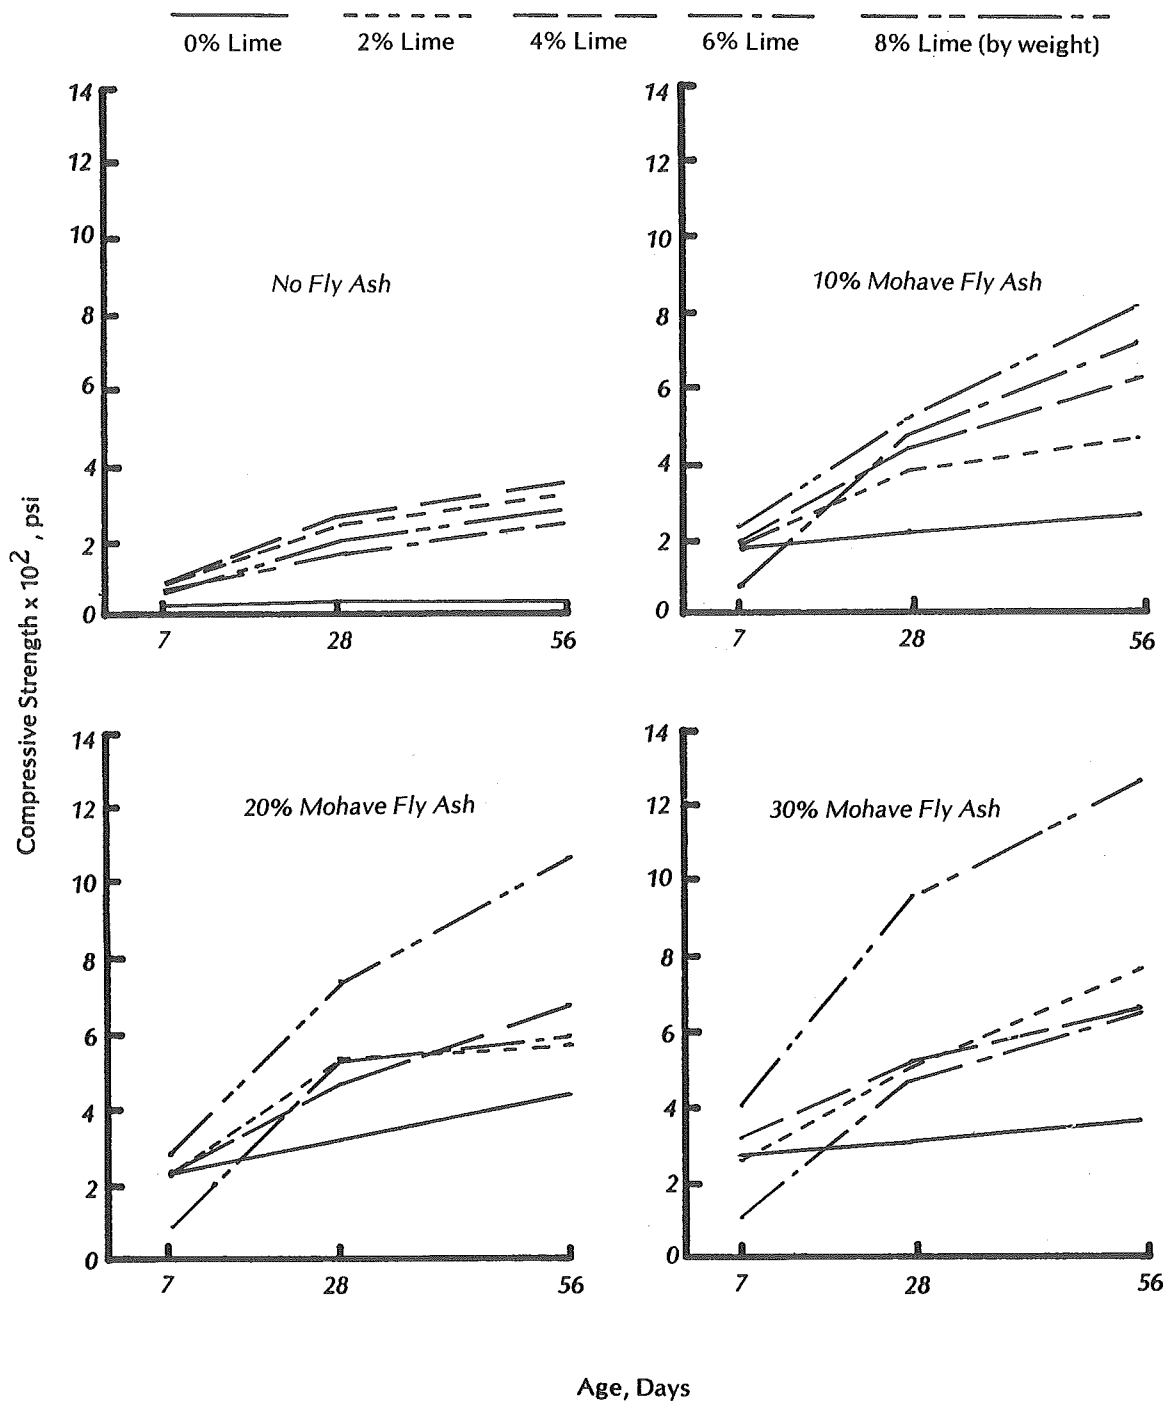 0% Lime 2% Lime 4% Lime 6% Lime 8% Lime (by weight)
Compressive Strength x 10², psi
No Fly Ash
14
12
10
8
6
4
2
0
7 28 56
10% Mohave Fly Ash
14
12
10
8
6
4
2
0
7 28 56
20% Mohave Fly Ash
14
12
10
8
6
4
2
0
7 28 56
30% Mohave Fly Ash
14
12
10
8
6
4
2
0
7 28 56
Age, Days